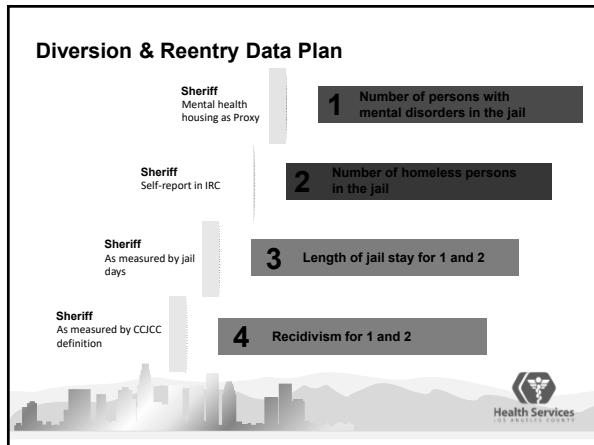 Diversion & Reentry Data Plan
Sheriff
Mental health
housing as Proxy
1
Number of persons with
mental disorders in the jail
Sheriff
Self-report in IRC
2
Number of homeless persons
in the jail
Sheriff
As measured by jail
days
3
Length of jail stay for 1 and 2
Sheriff
As measured by CCJCC
definition
4
Recidivism for 1 and 2
Health Services
LOS ANGELES COUNTY